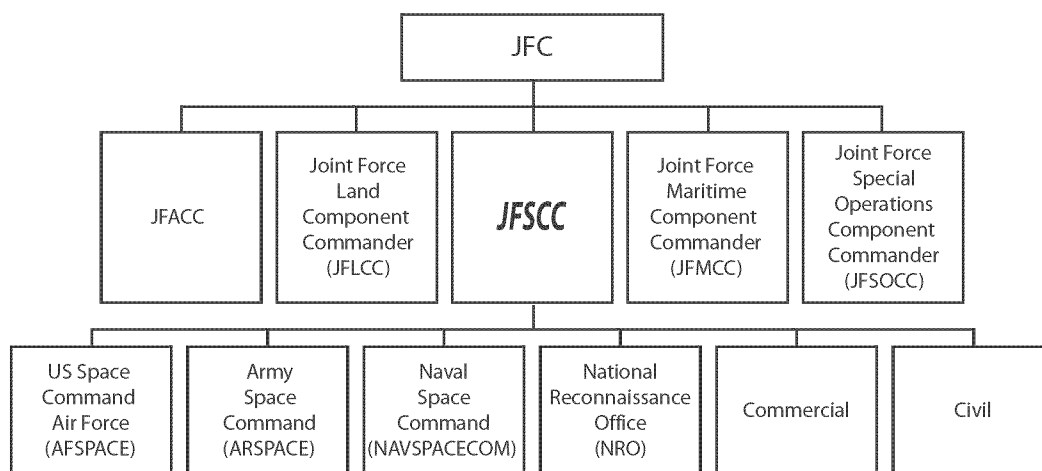 JFC
JFACC
Joint Force
Land
Component
Commander
(JFLCC)
JFSCC
Joint Force
Maritime
Component
Commander
(JFMCC)
Joint Force
Special
Operations
Component
Commander
(JFSOCC)
US Space
Command
Air Force
(AFSPACE)
Army
Space
Command
(ARSPACE)
Naval
Space
Command
(NAVSPACECOM)
National
Reconnaissance
Office
(NRO)
Commercial
Civil